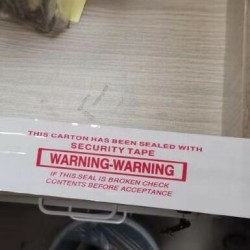 THIS CARTON HAS BEEN SEALED WITH
SECURITY TAPE
WARNING-WARNING
IF THIS SEAL IS BROKEN CHECK
CONTENTS BEFORE ACCEPTANCE